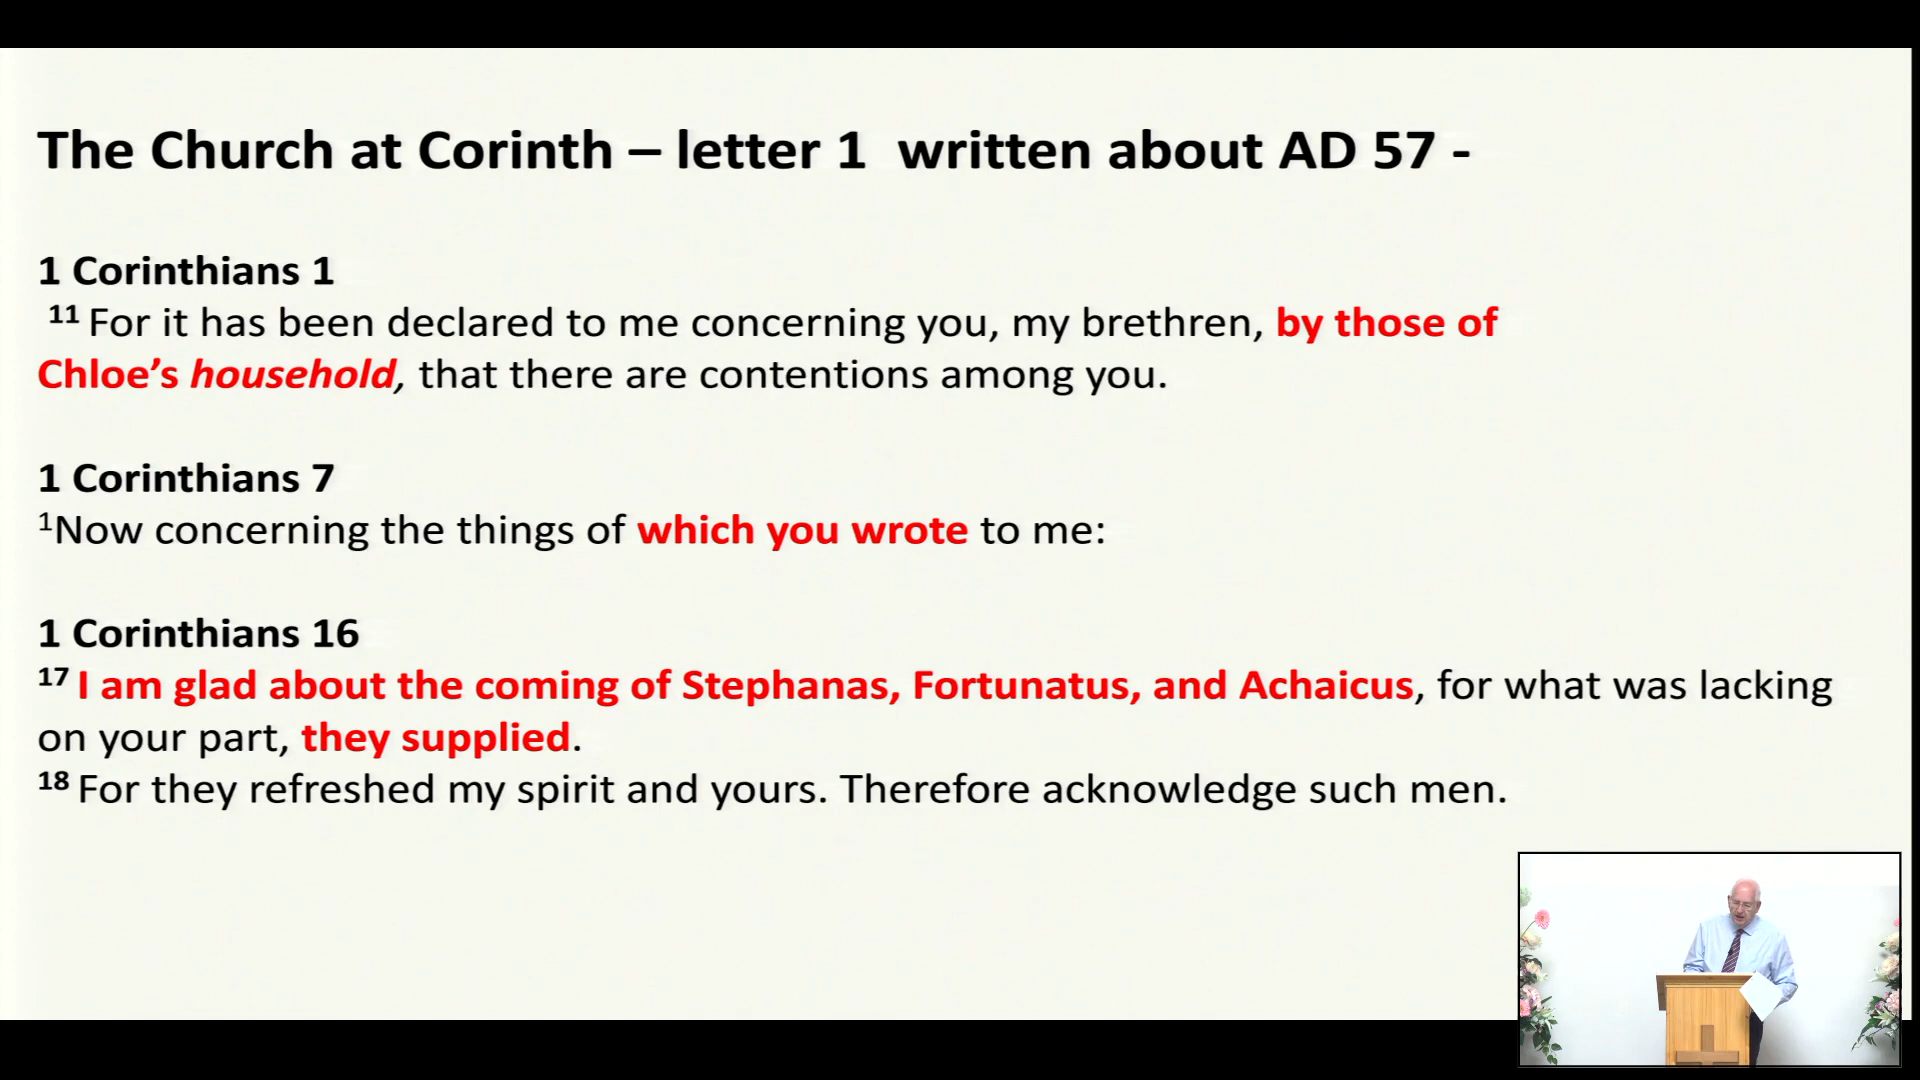 The Church at Corinth – letter 1  written about AD 57 -
1 Corinthians 1
11 For it has been declared to me concerning you, my brethren, by those of
Chloe’s household, that there are contentions among you.
1 Corinthians 7
1Now concerning the things of which you wrote to me:
1 Corinthians 16
17 I am glad about the coming of Stephanas, Fortunatus, and Achaicus, for what was lacking
on your part, they supplied.
18 For they refreshed my spirit and yours. Therefore acknowledge such men.